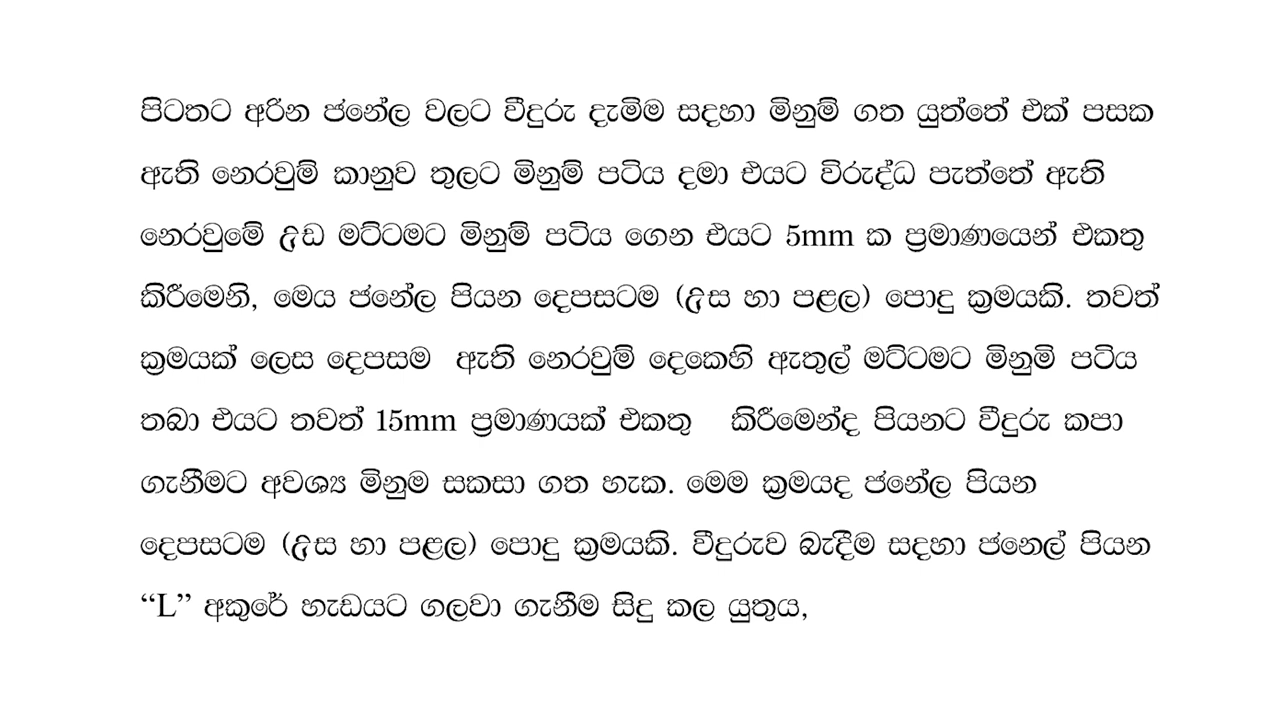 පිටතට අරින ජනේල වලට වීදුරු දැමිම සදහා මිනුම් ගත යුත්තේ එක් පසක
ඇති නෙරවුම් කානුව තුලට මිනුම් පටිය දමා එයට විරුද්ධ පැත්තේ ඇති
නෙරවුමේ උඩ මට්ටමට මිනුම් පටිය ගෙන එයට 5mm ක ප්‍රමාණයෙන් එකතු
කිරීමෙනි, මෙය ජනේල පියන දෙපසටම (උස හා පළල) පොදු ක්‍රමයකි. තවත්
ක්‍රමයක් ලෙස දෙපසම ඇති නෙරවුම් දෙකෙහි ඇතුල් මට්ටමට මිනුම් පටිය
තබා එයට තවත් 15mm ප්‍රමාණයක් එකතු කිරීමෙන්ද පියනට වීදුරු කපා
ගැනීමට අවශ්‍ය මිනුම සකසා ගත හැක. මෙම ක්‍රමයද ජනේල පියන
දෙපසටම (උස හා පළල) පොදු ක්‍රමයකි. වීදුරුව බැදීම සදහා ජනෙල් පියන
“L” අකුරේ හැඩයට ගලවා ගැනීම සිදු කල යුතුය,